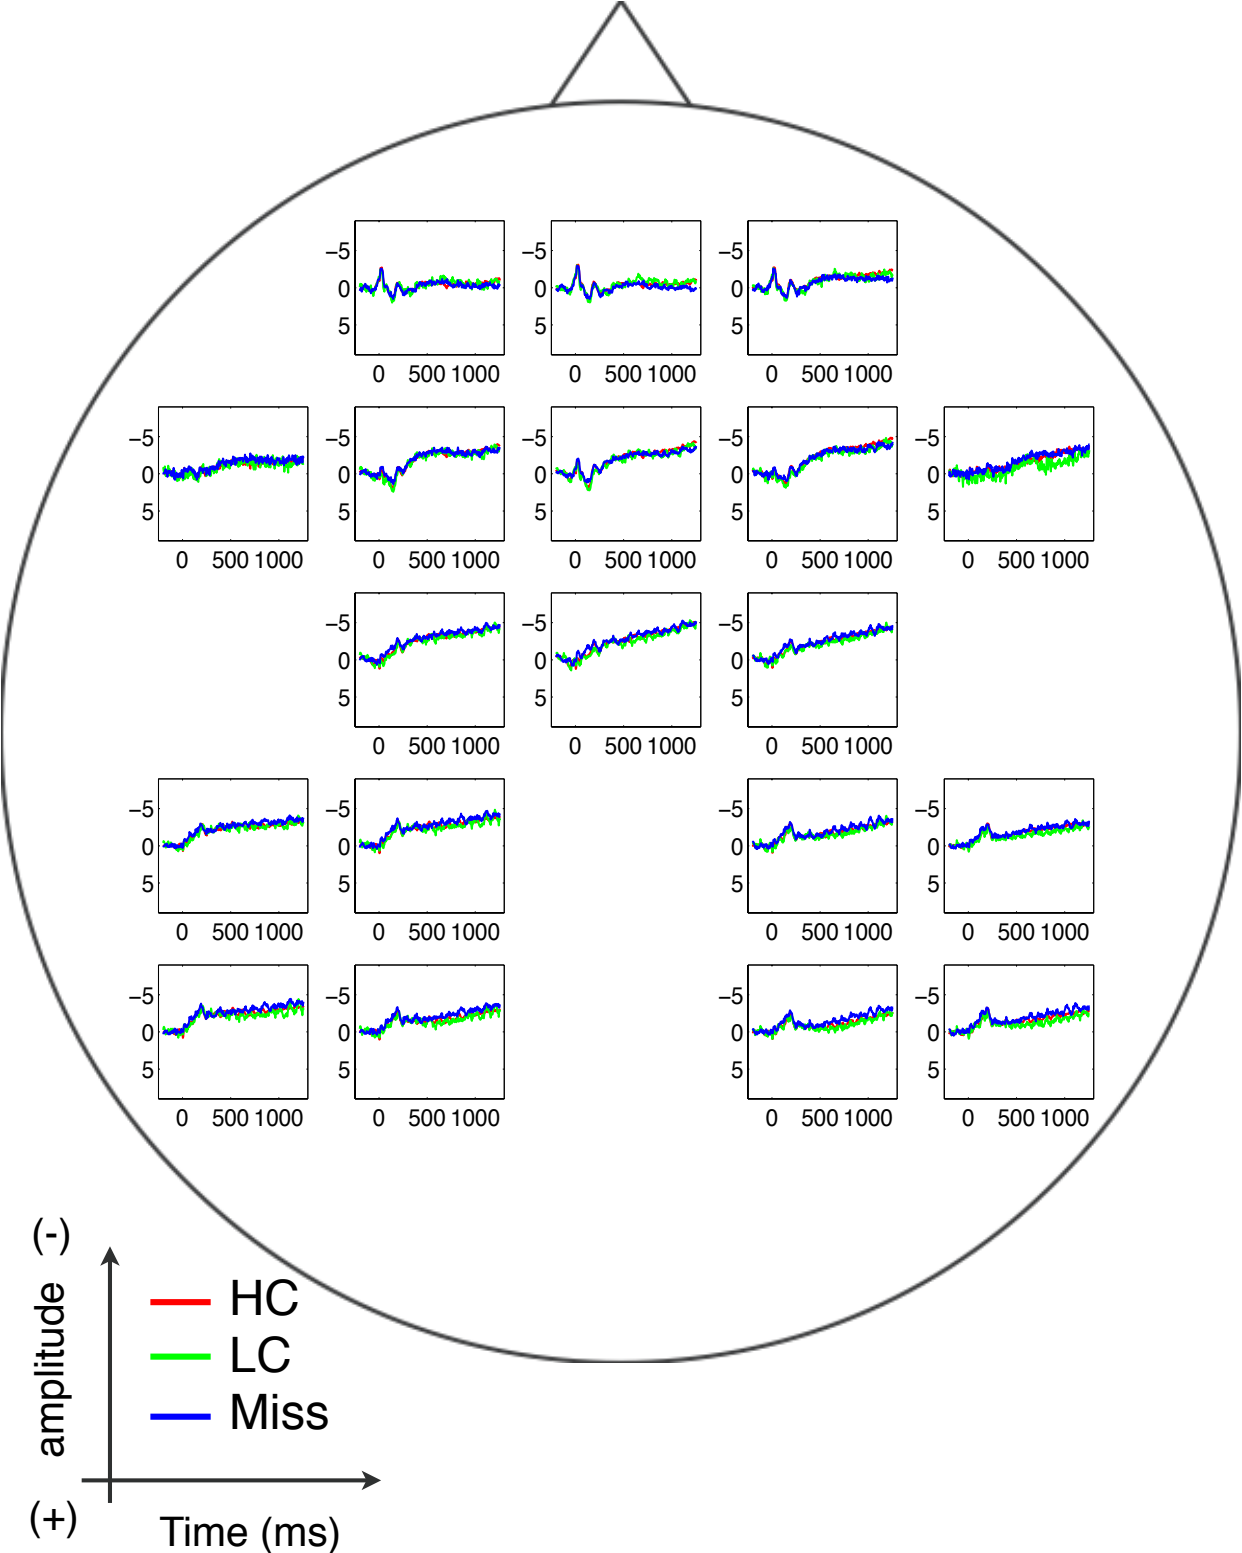 −5 −5 −5
0 0 0
5 5 5
0 500 1000 0 500 1000 0 500 1000
−5 −5 −5 −5 −5
0 0 0 0 0
5 5 5 5 5
0 500 1000 0 500 1000 0 500 1000 0 500 1000 0 500 1000
−5 −5 −5
0 0 0
5 5 5
0 500 1000 0 500 1000 0 500 1000
−5 −5 −5 −5
0 0 0 0
5 5 5 5
0 500 1000 0 500 1000 0 500 1000 0 500 1000
−5 −5 −5 −5
0 0 0 0
5 5 5 5
0 500 1000 0 500 1000 0 500 1000 0 500 1000
(-)
amplitude
(+)
HC
LC
Miss
Time (ms)